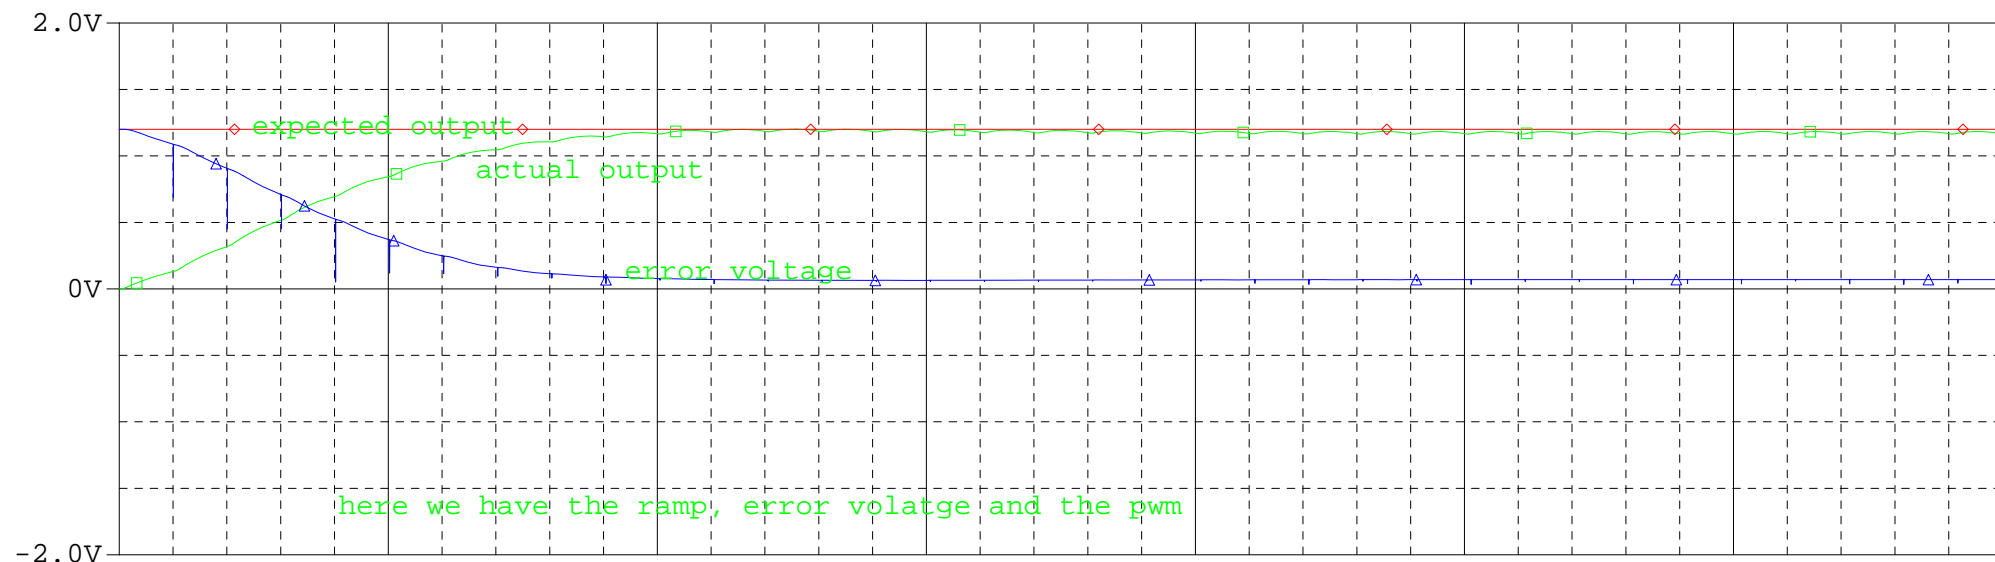 2.0V
expected output
actual output
error voltage
0V
here we have the ramp, error volatge and the pwm
-2.0V